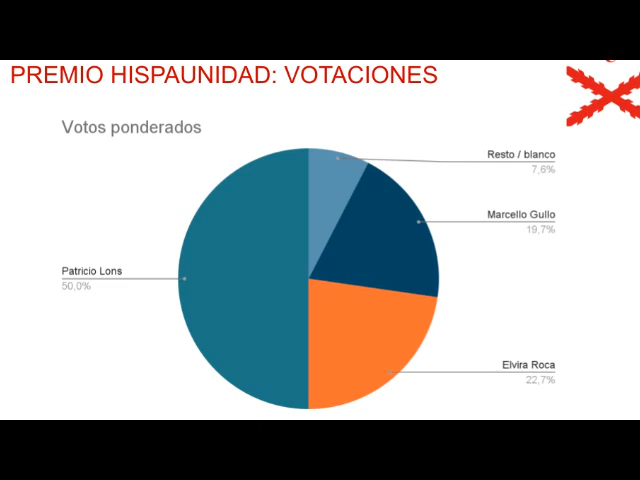 PREMIO HISPAUNIDAD: VOTACIONES
Votos ponderados
Resto / blanco
7,6%
Marcello Gullo
19,7%
Patricio Lons
50,0%
Elvira Roca
22,7%